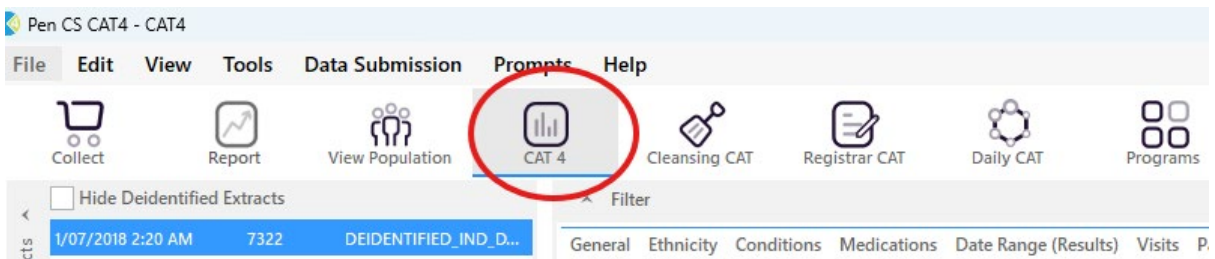 Pen CS CAT4 - CAT4
File Edit View Tools Data Submission Prompts Help
Collect Report View Population CAT 4 Cleansing CAT Registrar CAT Daily CAT Programs
Hide Deidentified Extracts Filter
1/07/2018 2:20 AM 7322 DEIDENTIFIED_IND_D... General Ethnicity Conditions Medications Date Range (Results) Visits